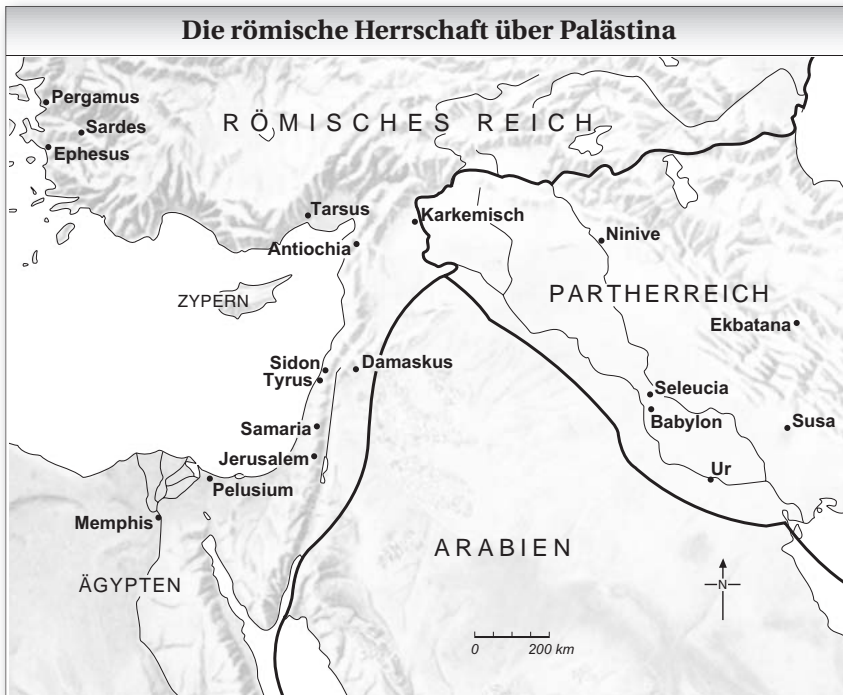 Die römische Herrschaft über Palästina
Pergamus
Sardes
Ephesus
RÖMISCHES REICH
Tarsus
Karkemisch
Antiochia
Ninive
ZYPERN
PARTHERREICH
Ekbatana
Sidon
Damaskus
Tyrus
Seleucia
Babylon
Susa
Samaria
Jerusalem
Ur
Pelusium
Memphis
ARABIEN
ÄGYPTEN
N
0 200 km